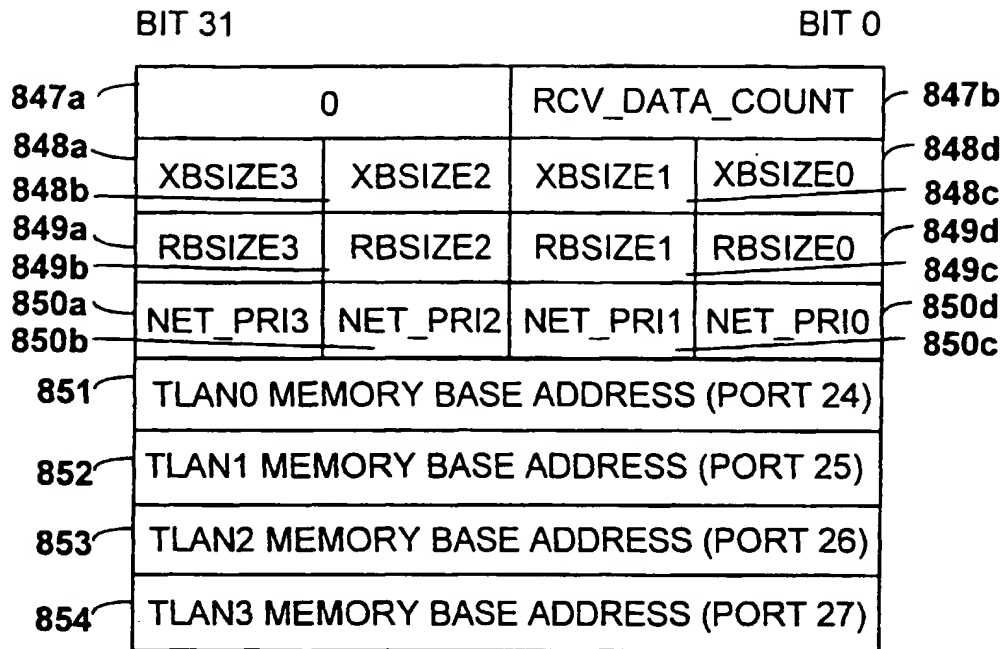 BIT 31 BIT 0
847a 0 RCV_DATA_COUNT 847b
848a XBSIZE3 XBSIZE2 XBSIZE1 XBSIZE0 848d
848b 848c
849a RBSIZE3 RBSIZE2 RBSIZE1 RBSIZE0 849d
849b 849c
850a NET_PRI3 NET_PRI2 NET_PRI1 NET_PRI0 850d
850b 850c
851 TLAN0 MEMORY BASE ADDRESS (PORT 24)
852 TLAN1 MEMORY BASE ADDRESS (PORT 25)
853 TLAN2 MEMORY BASE ADDRESS (PORT 26)
854 TLAN3 MEMORY BASE ADDRESS (PORT 27)